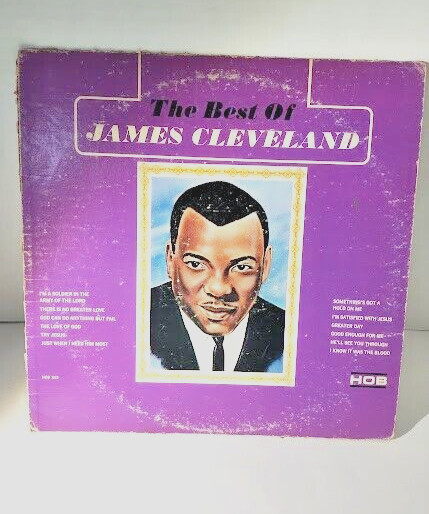 The Best Of
JAMES CLEVELAND
I'M A SOLDIER IN THE
ARMY OF THE LORD
THERE IS NO GREATER LOVE
GOD CAN DO ANYTHING BUT FAIL
THE LOVE OF GOD
TRY JESUS
JUST WHEN I NEED HIM MOST
SOMETHING'S GOT A
HOLD ON ME
I'M SATISFIED WITH JESUS
GREATER DAY
GOOD ENOUGH FOR ME
HE'LL SEE YOU THROUGH
I KNOW IT WAS THE BLOOD
HOB